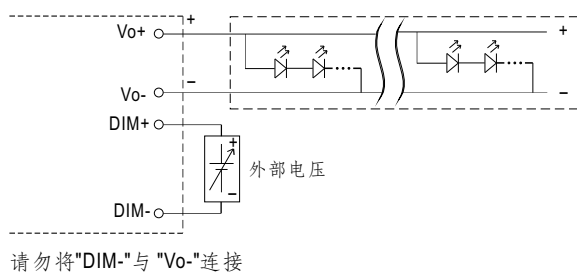 Vo+
+
+
Vo-
−
−
DIM+
+
外部电压
−
DIM-
请勿将"DIM-"与 "Vo-"连接